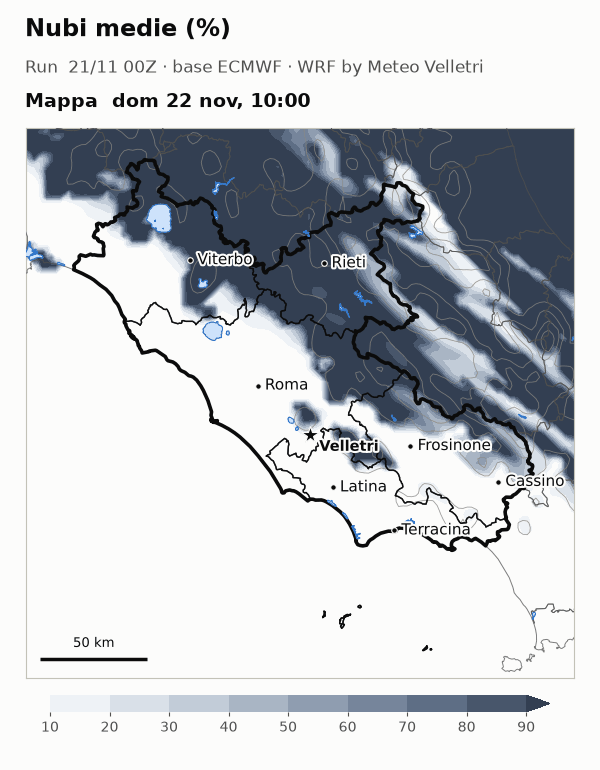 Nubi medie (%)
Run  21/11 00Z · base ECMWF · WRF by Meteo Velletri
Mappa  dom 22 nov, 10:00
Viterbo
Rieti
Roma
Velletri
Frosinone
Cassino
Latina
Terracina
50 km
10 20 30 40 50 60 70 80 90